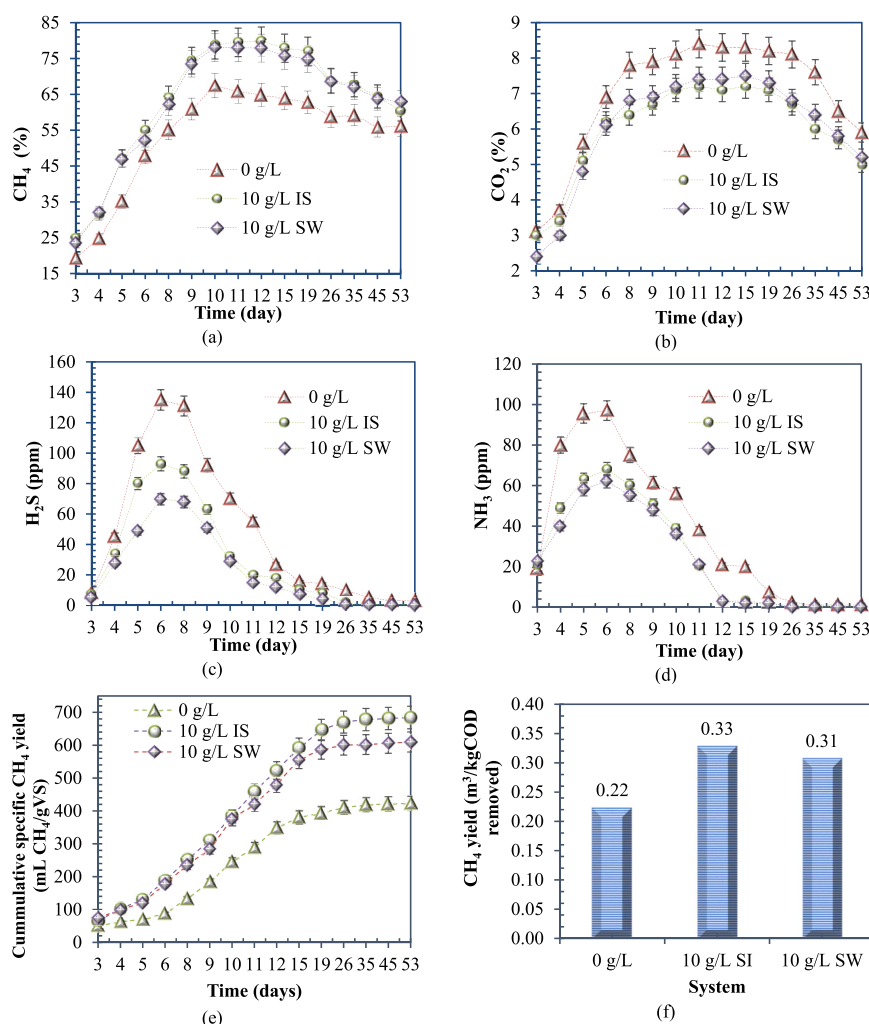 85
75
65
55
45
35
25
15
CH₄ (%)
0 g/L
10 g/L IS
10 g/L SW
3 4 5 6 8 9 10 11 12 15 19 26 35 45 53
Time (day)
(a)
9
8
7
6
5
4
3
2
CO₂ (%)
0 g/L
10 g/L IS
10 g/L SW
3 4 5 6 8 9 10 11 12 15 19 26 35 45 53
Time (day)
(b)
160
140
120
100
80
60
40
20
0
H₂S (ppm)
0 g/L
10 g/L IS
10 g/L SW
3 4 5 6 8 9 10 11 12 15 19 26 35 45 53
Time (day)
(c)
120
100
80
60
40
20
0
NH₃ (ppm)
0 g/L
10 g/L IS
10 g/L SW
3 4 5 6 8 9 10 11 12 15 19 26 35 45 53
Time (day)
(d)
700
600
500
400
300
200
100
0
Cummulative specific CH₄ yield
(mL CH₄/gVS)
0 g/L
10 g/L IS
10 g/L SW
3 4 5 6 8 9 10 11 12 15 19 26 35 45 53
Time (days)
(e)
0.40
0.35
0.30
0.25
0.20
0.15
0.10
0.05
0.00
CH₄ yield (m³/kgCOD
removed)
0.22
0.33
0.31
0 g/L 10 g/L SI 10 g/L SW
System
(f)